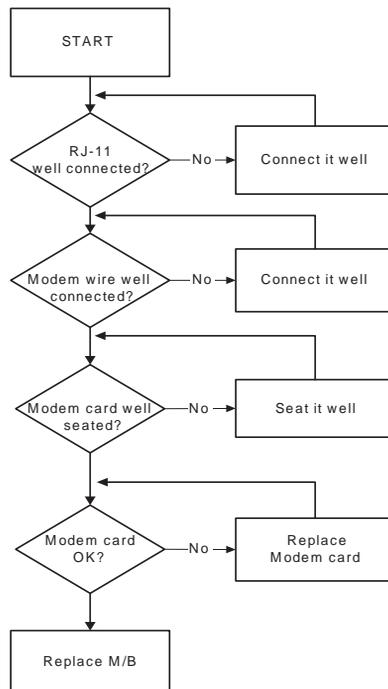 START
RJ-11
well connected?
No
Connect it well
Modem wire well
connected?
No
Connect it well
Modem card well
seated?
No
Seat it well
Modem card
OK?
No
Replace
Modem card
Replace M/B